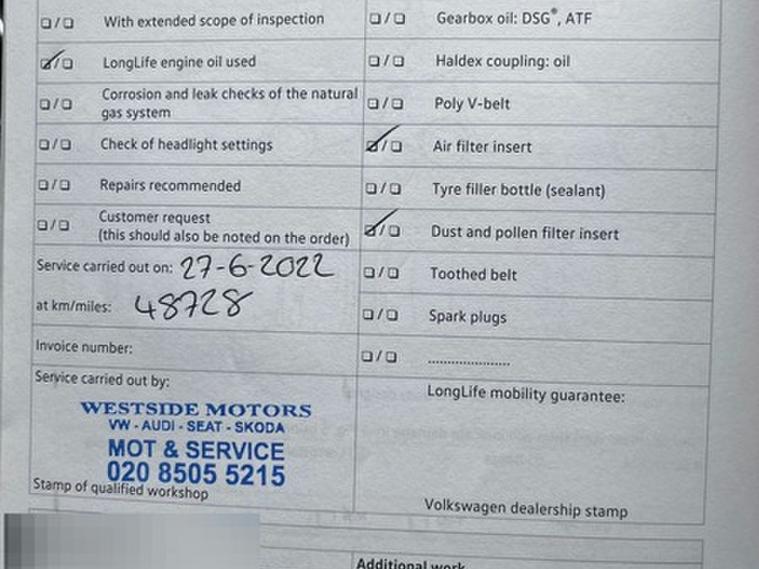 ☐/☐ With extended scope of inspection
☑/☐ LongLife engine oil used
☐/☐ Corrosion and leak checks of the natural
gas system
☐/☐ Check of headlight settings
☐/☐ Repairs recommended
☐/☐ Customer request
(this should also be noted on the order)
Service carried out on: 27-6-2022
at km/miles: 48728
Invoice number:
Service carried out by:
WESTSIDE MOTORS
VW - AUDI - SEAT - SKODA
MOT & SERVICE
020 8505 5215
Stamp of qualified workshop
☐/☐ Gearbox oil: DSG®, ATF
☐/☐ Haldex coupling: oil
☐/☐ Poly V-belt
☑/☐ Air filter insert
☐/☐ Tyre filler bottle (sealant)
☑/☐ Dust and pollen filter insert
☐/☐ Toothed belt
☐/☐ Spark plugs
☐/☐ ....................
LongLife mobility guarantee:
Volkswagen dealership stamp
Additional work